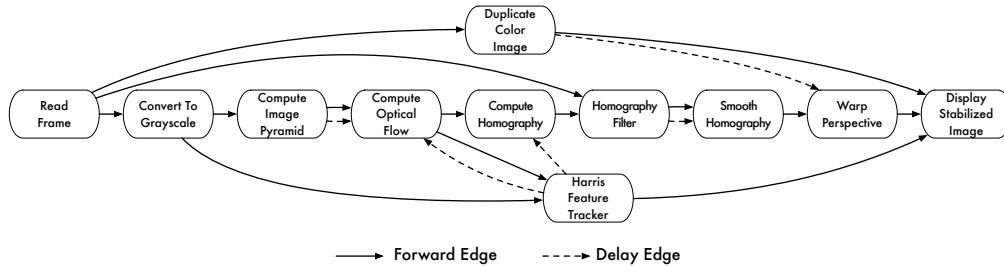 Duplicate
Color
Image
Read
Frame
Convert To
Grayscale
Compute
Image
Pyramid
Compute
Optical
Flow
Compute
Homography
Homography
Filter
Smooth
Homography
Warp
Perspective
Display
Stabilized
Image
Harris
Feature
Tracker
Forward Edge
Delay Edge